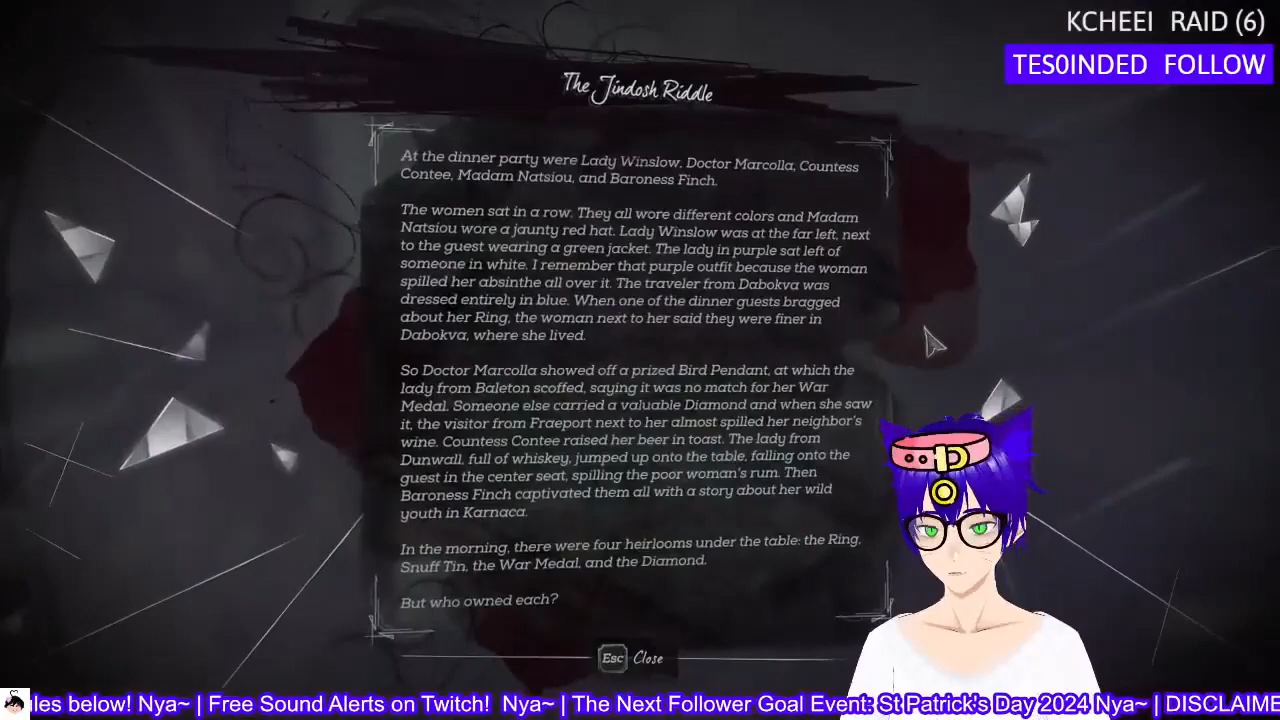 KCHEEI RAID (6)
TES0INDED FOLLOW
The Jindosh Riddle
At the dinner party were Lady Winslow, Doctor Marcolla, Countess
Contee, Madam Natsiou, and Baroness Finch.
The women sat in a row. They all wore different colors and Madam
Natsiou wore a jaunty red hat. Lady Winslow was at the far left, next
to the guest wearing a green jacket. The lady in purple sat left of
someone in white. I remember that purple outfit because the woman
spilled her absinthe all over it. The traveler from Dabokva was
dressed entirely in blue. When one of the dinner guests bragged
about her Ring, the woman next to her said they were finer in
Dabokva, where she lived.
So Doctor Marcolla showed off a prized Bird Pendant, at which the
lady from Baleton scoffed, saying it was no match for her War
Medal. Someone else carried a valuable Diamond and when she saw
it, the visitor from Fraeport next to her almost spilled her neighbor's
wine. Countess Contee raised her beer in toast. The lady from
Dunwall, full of whiskey, jumped up onto the table, falling onto the
guest in the center seat, spilling the poor woman's rum. Then
Baroness Finch captivated them all with a story about her wild
youth in Karnaca.
In the morning, there were four heirlooms under the table: the Ring,
Snuff Tin, the War Medal, and the Diamond.
But who owned each?
Esc Close
ules below! Nya~ | Free Sound Alerts on Twitch! Nya~ | The Next Follower Goal Event: St Patrick's Day 2024 Nya~ | DISCLAIME